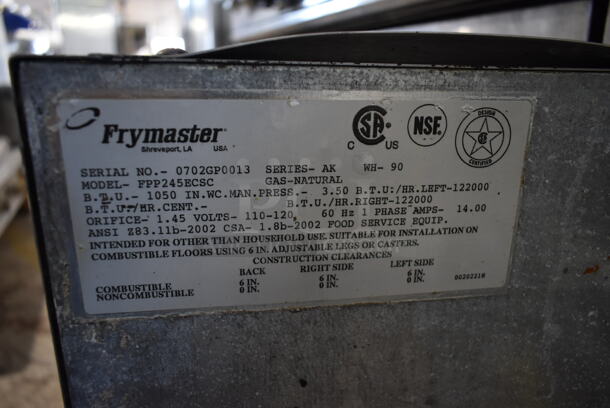 Frymaster
Shreveport, LA USA
CSA
C US
NSF.
DESIGN
CERTIFIED
SERIAL NO.- 0702GP0013 SERIES- AK WH- 90
MODEL- FPP245ECSC GAS-NATURAL
B.T.U.- 1050 IN.WC.MAN.PRESS.- 3.50 B.T.U./HR.LEFT-122000
B.T.U./HR.CENT.- B.T.U./HR.RIGHT-122000
ORIFICE- 1.45 VOLTS- 110-120, 60 Hz 1 PHASE AMPS- 14.00
ANSI Z83.11b-2002 CSA- 1.8b-2002 FOOD SERVICE EQUIP.
INTENDED FOR OTHER THAN HOUSEHOLD USE. SUITABLE FOR INSTALLATION ON
COMBUSTIBLE FLOORS USING 6 IN. ADJUSTABLE LEGS OR CASTERS.
CONSTRUCTION CLEARANCES
BACK RIGHT SIDE LEFT SIDE
COMBUSTIBLE 6 IN. 6 IN. 6 IN.
NONCOMBUSTIBLE 0 IN. 0 IN. 0 IN.